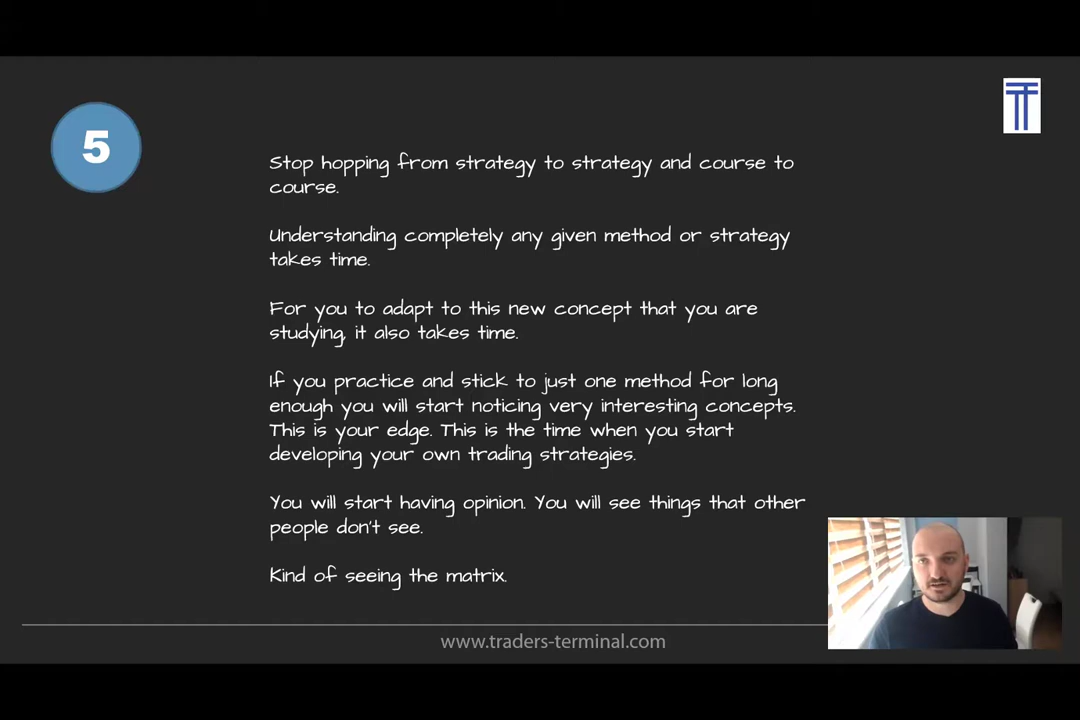 5
Stop hopping from strategy to strategy and course to
course.
Understanding completely any given method or strategy
takes time.
For you to adapt to this new concept that you are
studying, it also takes time.
If you practice and stick to just one method for long
enough you will start noticing very interesting concepts.
This is your edge. This is the time when you start
developing your own trading strategies.
You will start having opinion. You will see things that other
people don't see.
Kind of seeing the matrix.
www.traders-terminal.com